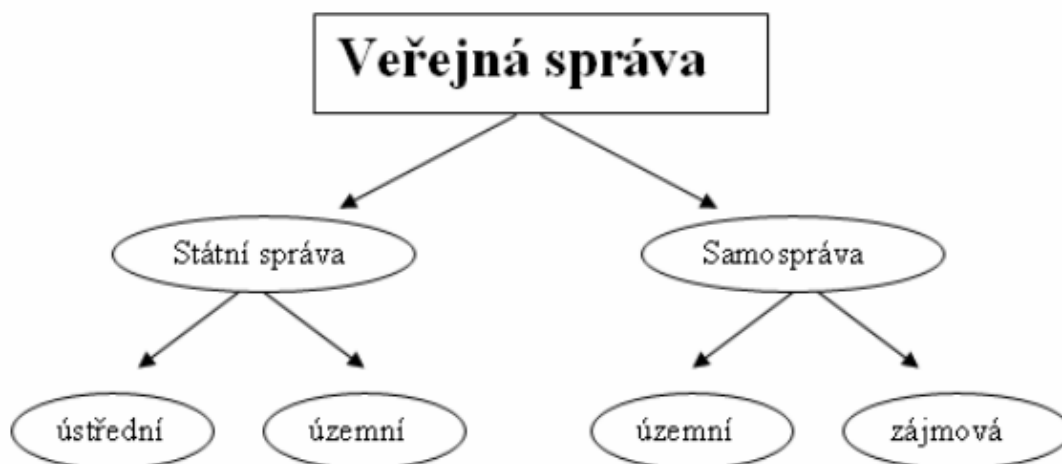 Veřejná správa
Státní správa
Samospráva
ústřední
územní
územní
zájmová